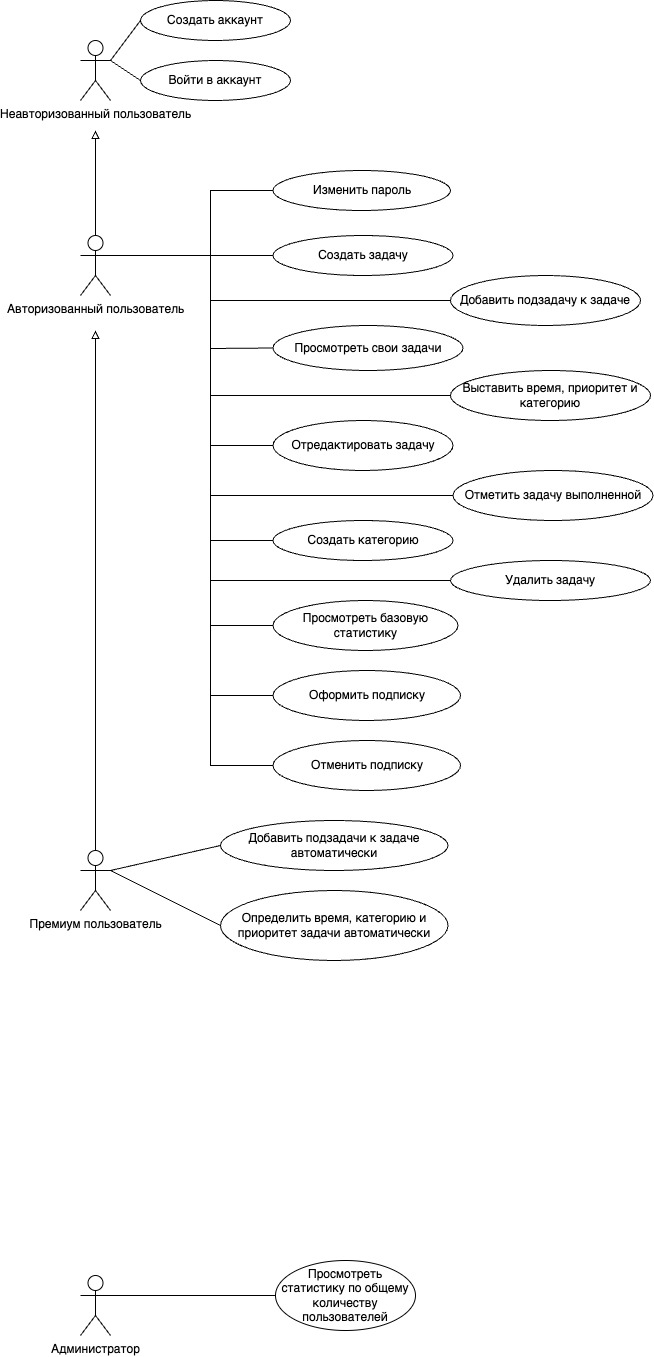 Создать аккаунт
Войти в аккаунт
Неавторизованный пользователь
Изменить пароль
Создать задачу
Авторизованный пользователь
Добавить подзадачу к задаче
Просмотреть свои задачи
Выставить время, приоритет и
категорию
Отредактировать задачу
Отметить задачу выполненной
Создать категорию
Удалить задачу
Просмотреть базовую
статистику
Оформить подписку
Отменить подписку
Добавить подзадачи к задаче
автоматически
Премиум пользователь
Определить время, категорию и
приоритет задачи автоматически
Просмотреть
статистику по общему
количеству
пользователей
Администратор